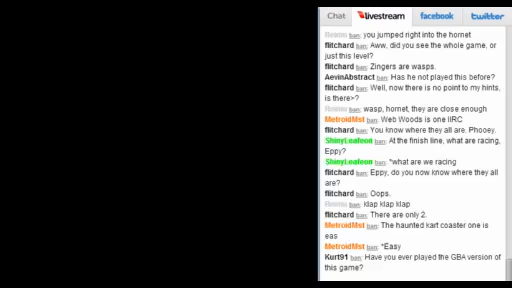 Chat livestream facebook twitter
ban: you jumped right into the hornet
flitchard ban: Aww, did you see the whole game, or
just this level?
flitchard ban: Zingers are wasps.
AevinAbstract ban: Has he not played this before?
flitchard ban: Well, now there is no point to my hints,
is there>?
ban: wasp, hornet, they are close enough
MetroidMst ban: Web Woods is one IIRC
flitchard ban: You know where they all are. Phooey.
ShinyLeafeon ban: At the finish line, what are racing,
Eppy?
ShinyLeafeon ban: *what are we racing
flitchard ban: Eppy, do you now know where they all
are?
flitchard ban: Oops.
ban: klap klap klap
flitchard ban: There are only 2.
MetroidMst ban: The haunted kart coaster one is
eas
MetroidMst ban: *Easy
Kurt91 ban: Have you ever played the GBA version of
this game?